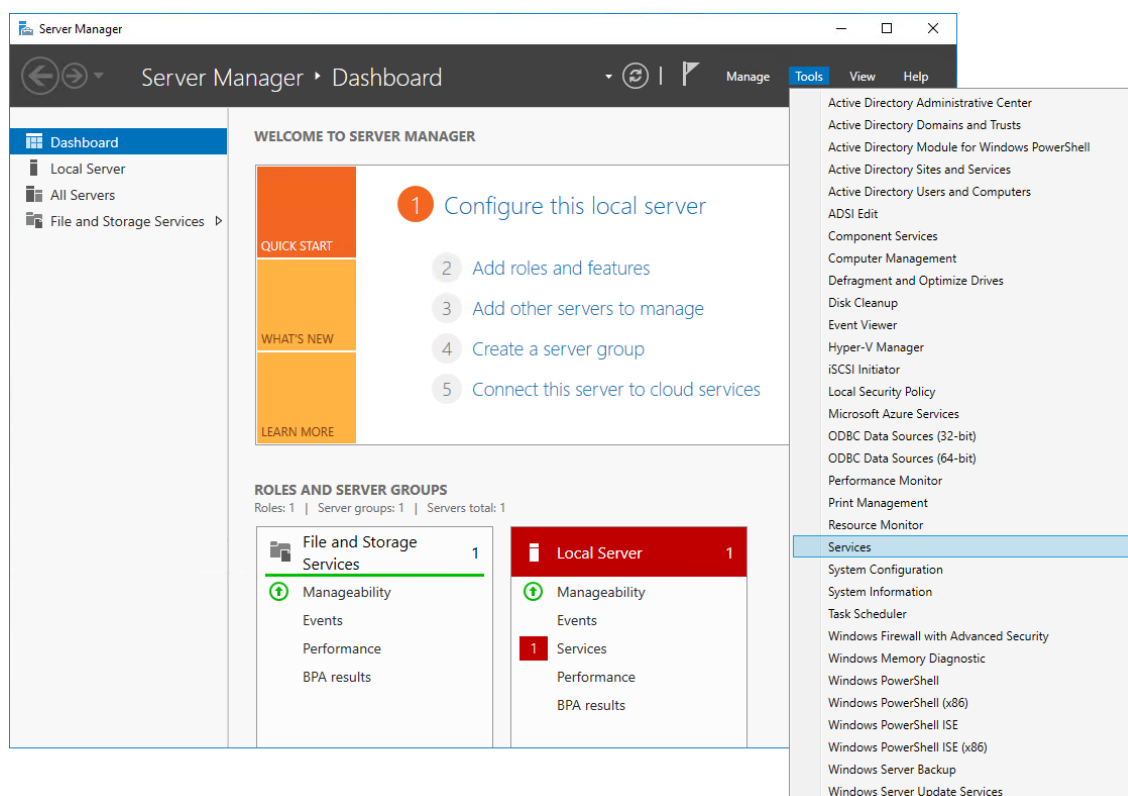 Server Manager
Server Manager ‣ Dashboard
Manage
Tools
View
Help
Dashboard
Local Server
All Servers
File and Storage Services
WELCOME TO SERVER MANAGER
QUICK START
WHAT'S NEW
LEARN MORE
1 Configure this local server
2 Add roles and features
3 Add other servers to manage
4 Create a server group
5 Connect this server to cloud services
ROLES AND SERVER GROUPS
Roles: 1 | Server groups: 1 | Servers total: 1
File and Storage
Services
1
Manageability
Events
Performance
BPA results
Local Server 1
Manageability
Events
1 Services
Performance
BPA results
Active Directory Administrative Center
Active Directory Domains and Trusts
Active Directory Module for Windows PowerShell
Active Directory Sites and Services
Active Directory Users and Computers
ADSI Edit
Component Services
Computer Management
Defragment and Optimize Drives
Disk Cleanup
Event Viewer
Hyper-V Manager
iSCSI Initiator
Local Security Policy
Microsoft Azure Services
ODBC Data Sources (32-bit)
ODBC Data Sources (64-bit)
Performance Monitor
Print Management
Resource Monitor
Services
System Configuration
System Information
Task Scheduler
Windows Firewall with Advanced Security
Windows Memory Diagnostic
Windows PowerShell
Windows PowerShell (x86)
Windows PowerShell ISE
Windows PowerShell ISE (x86)
Windows Server Backup
Windows Server Update Services